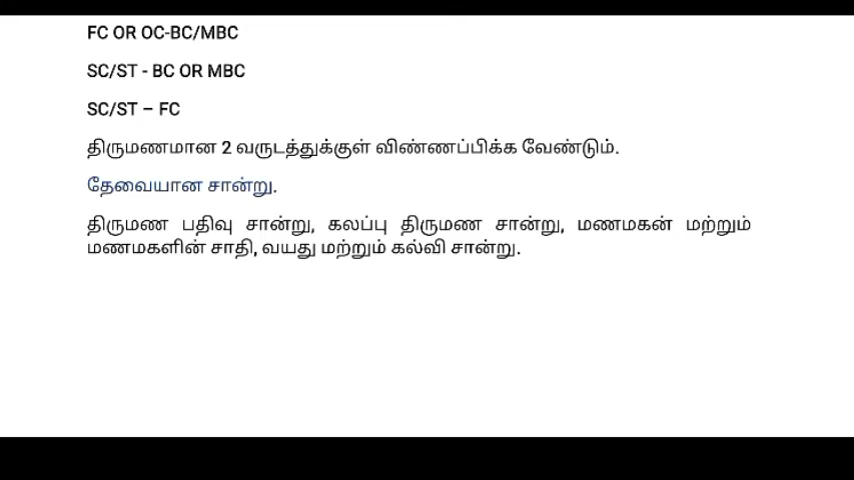 FC OR OC-BC/MBC
SC/ST - BC OR MBC
SC/ST – FC
திருமணமான 2 வருடத்துக்குள் விண்ணப்பிக்க வேண்டும்.
தேவையான சான்று.
திருமண பதிவு சான்று, கலப்பு திருமண சான்று, மணமகன் மற்றும்
மணமகளின் சாதி, வயது மற்றும் கல்வி சான்று.